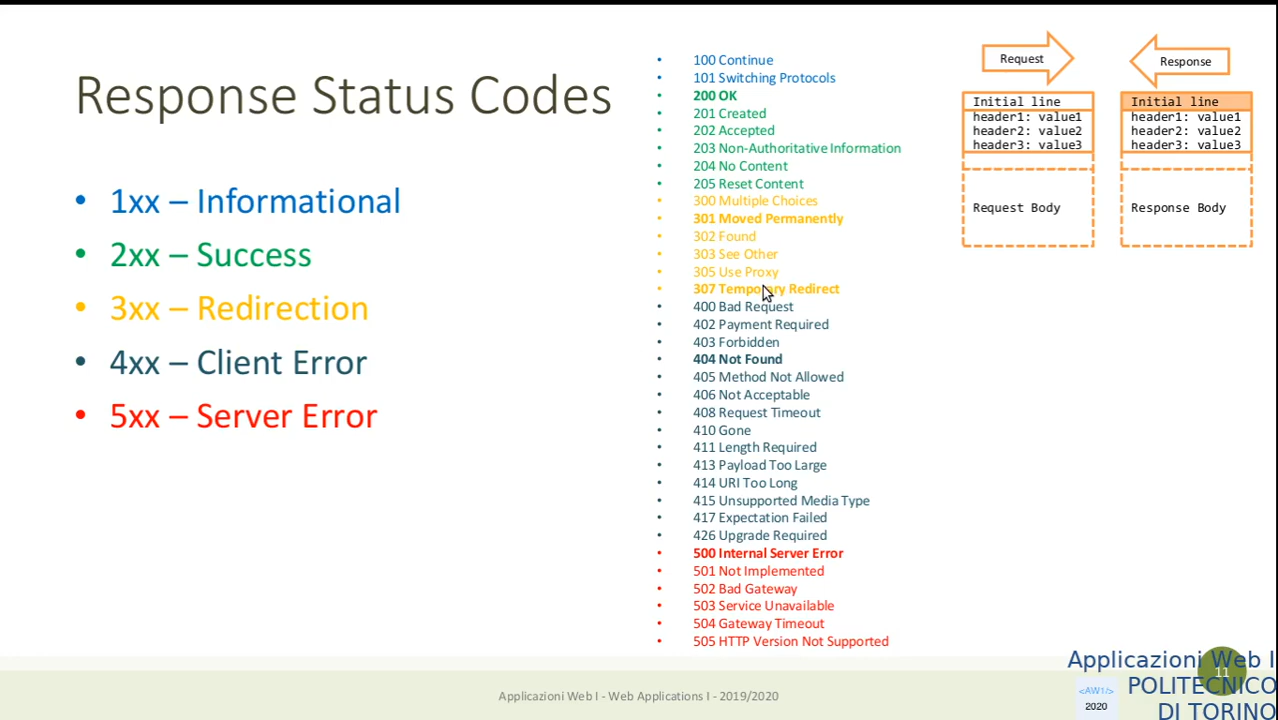 Response Status Codes
• 1xx – Informational
• 2xx – Success
• 3xx – Redirection
• 4xx – Client Error
• 5xx – Server Error
• 100 Continue
• 101 Switching Protocols
• 200 OK
• 201 Created
• 202 Accepted
• 203 Non-Authoritative Information
• 204 No Content
• 205 Reset Content
• 300 Multiple Choices
• 301 Moved Permanently
• 302 Found
• 303 See Other
• 305 Use Proxy
• 307 Temporary Redirect
• 400 Bad Request
• 402 Payment Required
• 403 Forbidden
• 404 Not Found
• 405 Method Not Allowed
• 406 Not Acceptable
• 408 Request Timeout
• 410 Gone
• 411 Length Required
• 413 Payload Too Large
• 414 URI Too Long
• 415 Unsupported Media Type
• 417 Expectation Failed
• 426 Upgrade Required
• 500 Internal Server Error
• 501 Not Implemented
• 502 Bad Gateway
• 503 Service Unavailable
• 504 Gateway Timeout
• 505 HTTP Version Not Supported
Request
Initial line
header1: value1
header2: value2
header3: value3
Request Body
Response
Initial line
header1: value1
header2: value2
header3: value3
Response Body
Applicazioni Web I - Web Applications I - 2019/2020
11
<AW1/>
2020
Applicazioni Web I
POLITECNICO
DI TORINO